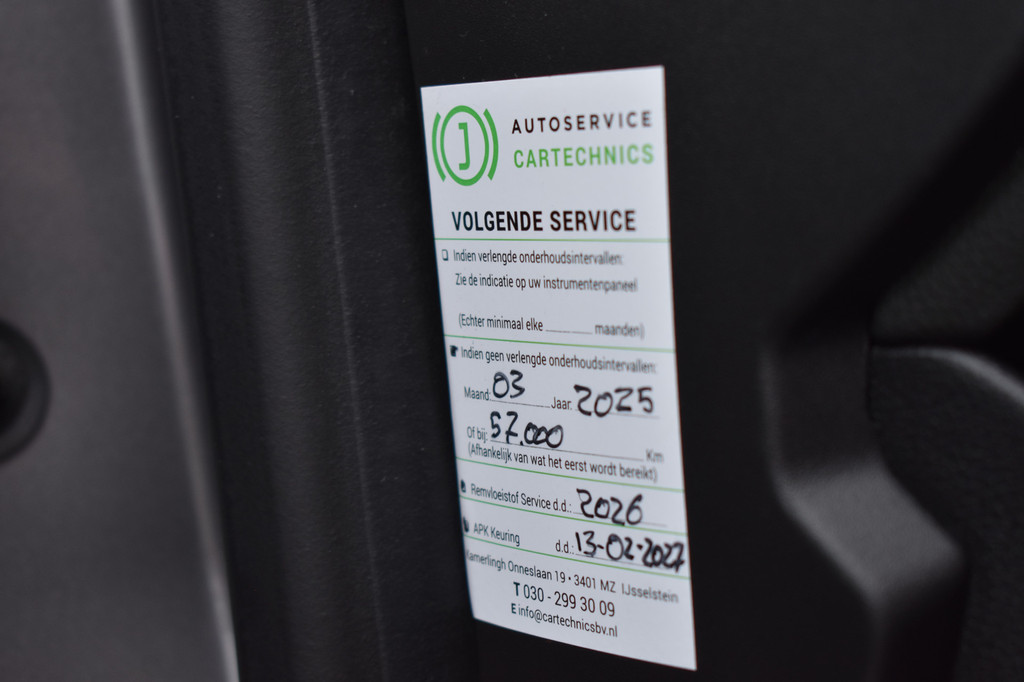 J
AUTOSERVICE
CARTECHNICS
VOLGENDE SERVICE
Indien verlengde onderhoudsintervallen:
Zie de indicatie op uw instrumentenpaneel
(Echter minimaal elke ........... maanden)
Indien geen verlengde onderhoudsintervallen:
Maand: 03 Jaar: 2025
Of bij: 57.000 Km
(Afhankelijk van wat het eerst wordt bereikt)
Remvloeistof Service d.d.: 2026
APK Keuring d.d.: 13-02-2027
Kamerlingh Onneslaan 19 • 3401 MZ IJsselstein
T 030 - 299 30 09
E info@cartechnicsbv.nl